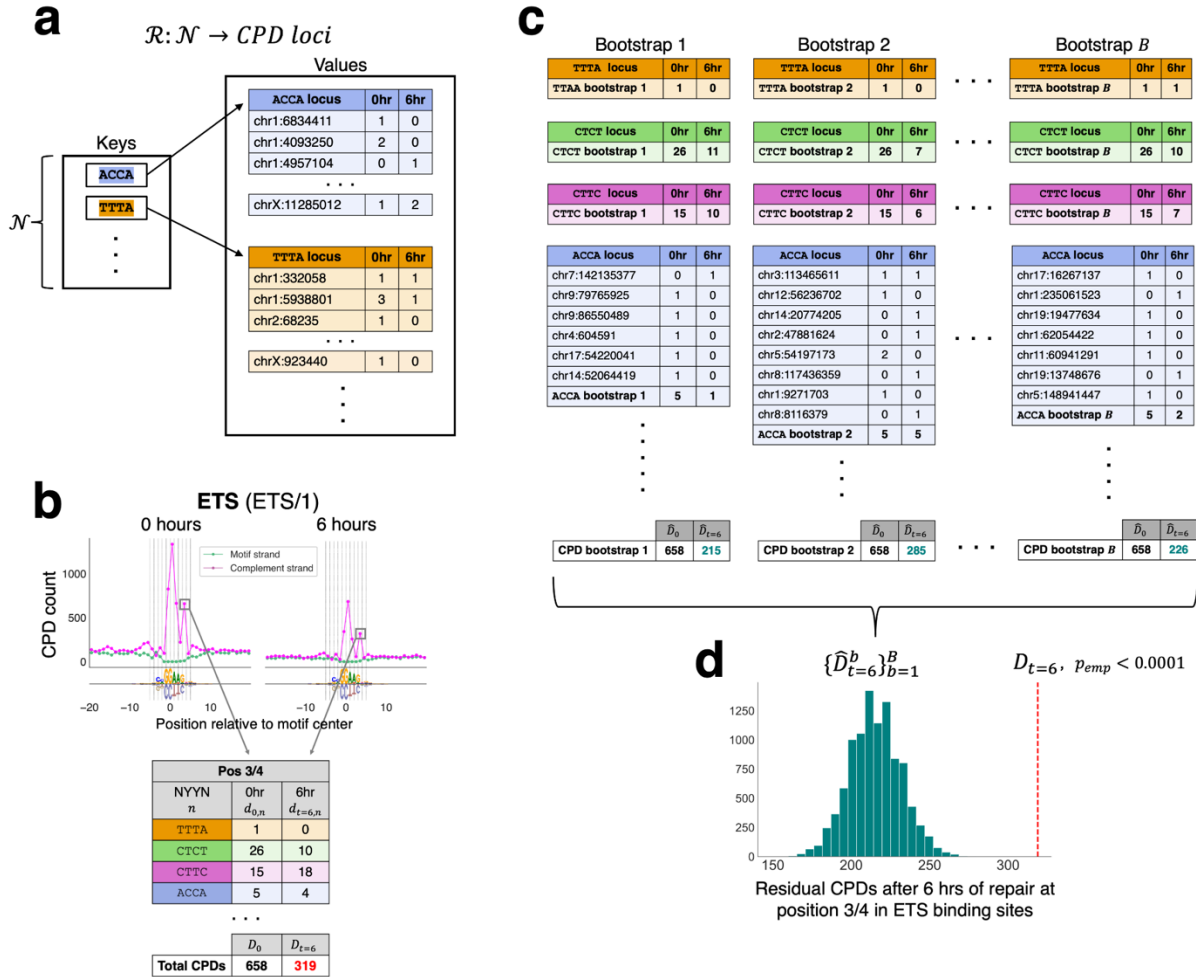 a
ℛ: 𝒩 → CPD loci
Values
ACCA locus 0hr 6hr
chr1:6834411 1 0
chr1:4093250 2 0
chr1:4957104 0 1
. . .
chrX:11285012 1 2
Keys
ACCA
TTTA
𝒩
TTTA locus 0hr 6hr
chr1:332058 1 1
chr1:5938801 3 1
chr2:68235 1 0
. . .
chrX:923440 1 0
b
ETS (ETS/1)
0 hours 6 hours
Motif strand
Complement strand
CPD count
1000
500
0
-20 -10 0 10 -10 0 10
Position relative to motif center
Pos 3/4
NYYN 0hr 6hr
n d0,n dt=6,n
TTTA 1 0
CTCT 26 10
CTTC 15 18
ACCA 5 4
. . .
D0 Dt=6
Total CPDs 658 319
c
Bootstrap 1 Bootstrap 2 Bootstrap B
TTTA locus 0hr 6hr
TTAA bootstrap 1 1 0
CTCT locus 0hr 6hr
CTCT bootstrap 1 26 11
CTTC locus 0hr 6hr
CTTC bootstrap 1 15 10
ACCA locus 0hr 6hr
chr7:142135377 0 1
chr9:79765925 1 0
chr9:86550489 1 0
chr4:604591 1 0
chr17:54220041 1 0
chr14:52064419 1 0
ACCA bootstrap 1 5 1
D̂0 D̂t=6
CPD bootstrap 1 658 215
TTTA locus 0hr 6hr
TTTA bootstrap 2 1 0
CTCT locus 0hr 6hr
CTCT bootstrap 2 26 7
CTTC locus 0hr 6hr
CTTC bootstrap 2 15 6
ACCA locus 0hr 6hr
chr3:113465611 1 1
chr12:56236702 1 0
chr14:20774205 0 1
chr2:47881624 0 1
chr5:54197173 2 0
chr8:117436359 0 1
chr1:9271703 1 0
chr8:8116379 0 1
ACCA bootstrap 2 5 5
D̂0 D̂t=6
CPD bootstrap 2 658 285
TTTA locus 0hr 6hr
TTTA bootstrap B 1 1
CTCT locus 0hr 6hr
CTCT bootstrap B 26 10
CTTC locus 0hr 6hr
CTTC bootstrap B 15 7
ACCA locus 0hr 6hr
chr17:16267137 1 0
chr1:235061523 0 1
chr19:19477634 1 0
chr1:62054422 1 0
chr11:60941291 1 0
chr19:13748676 0 1
chr5:148941447 1 0
ACCA bootstrap B 5 2
D̂0 D̂t=6
CPD bootstrap B 658 226
d
{D̂ᵇt=6}ᴮb=1
Dt=6, pemp < 0.0001
1250
1000
750
500
250
0
150 200 250 300
Residual CPDs after 6 hrs of repair at
position 3/4 in ETS binding sites